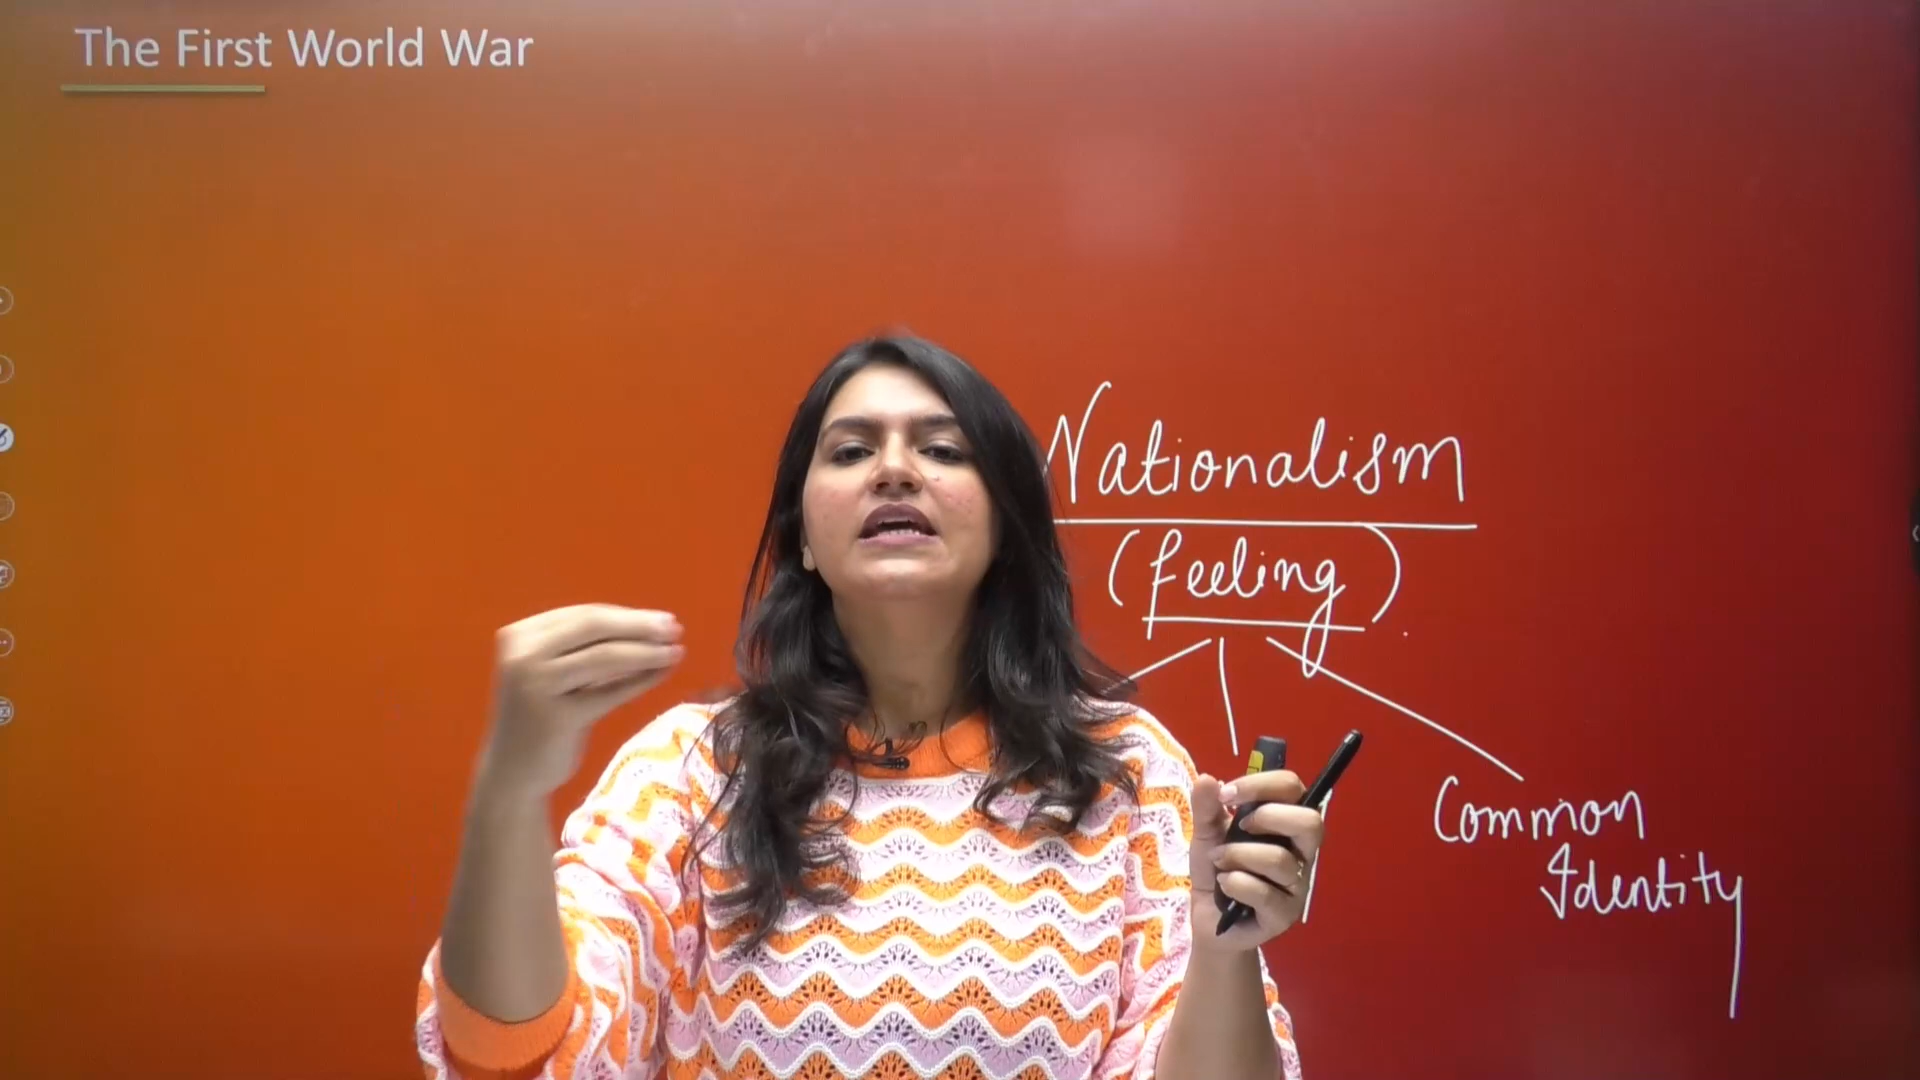 The First World War
Nationalism
(feeling)
Common
Identity